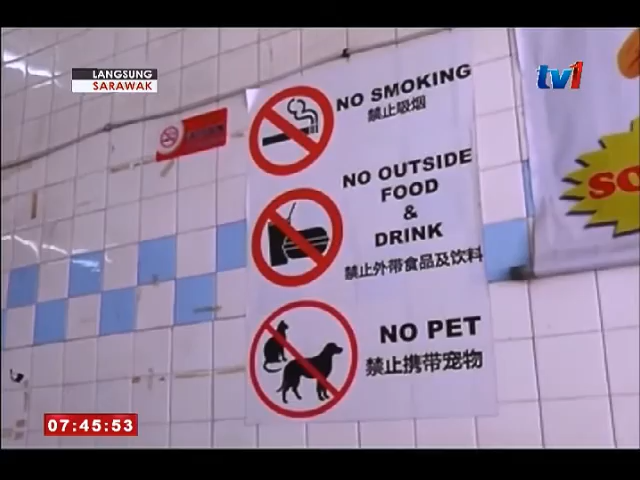 LANGSUNG
SARAWAK
tv1
NO SMOKING
禁止吸烟
NO OUTSIDE
FOOD
&
DRINK
禁止外带食品及饮料
NO PET
禁止携带宠物
07:45:53